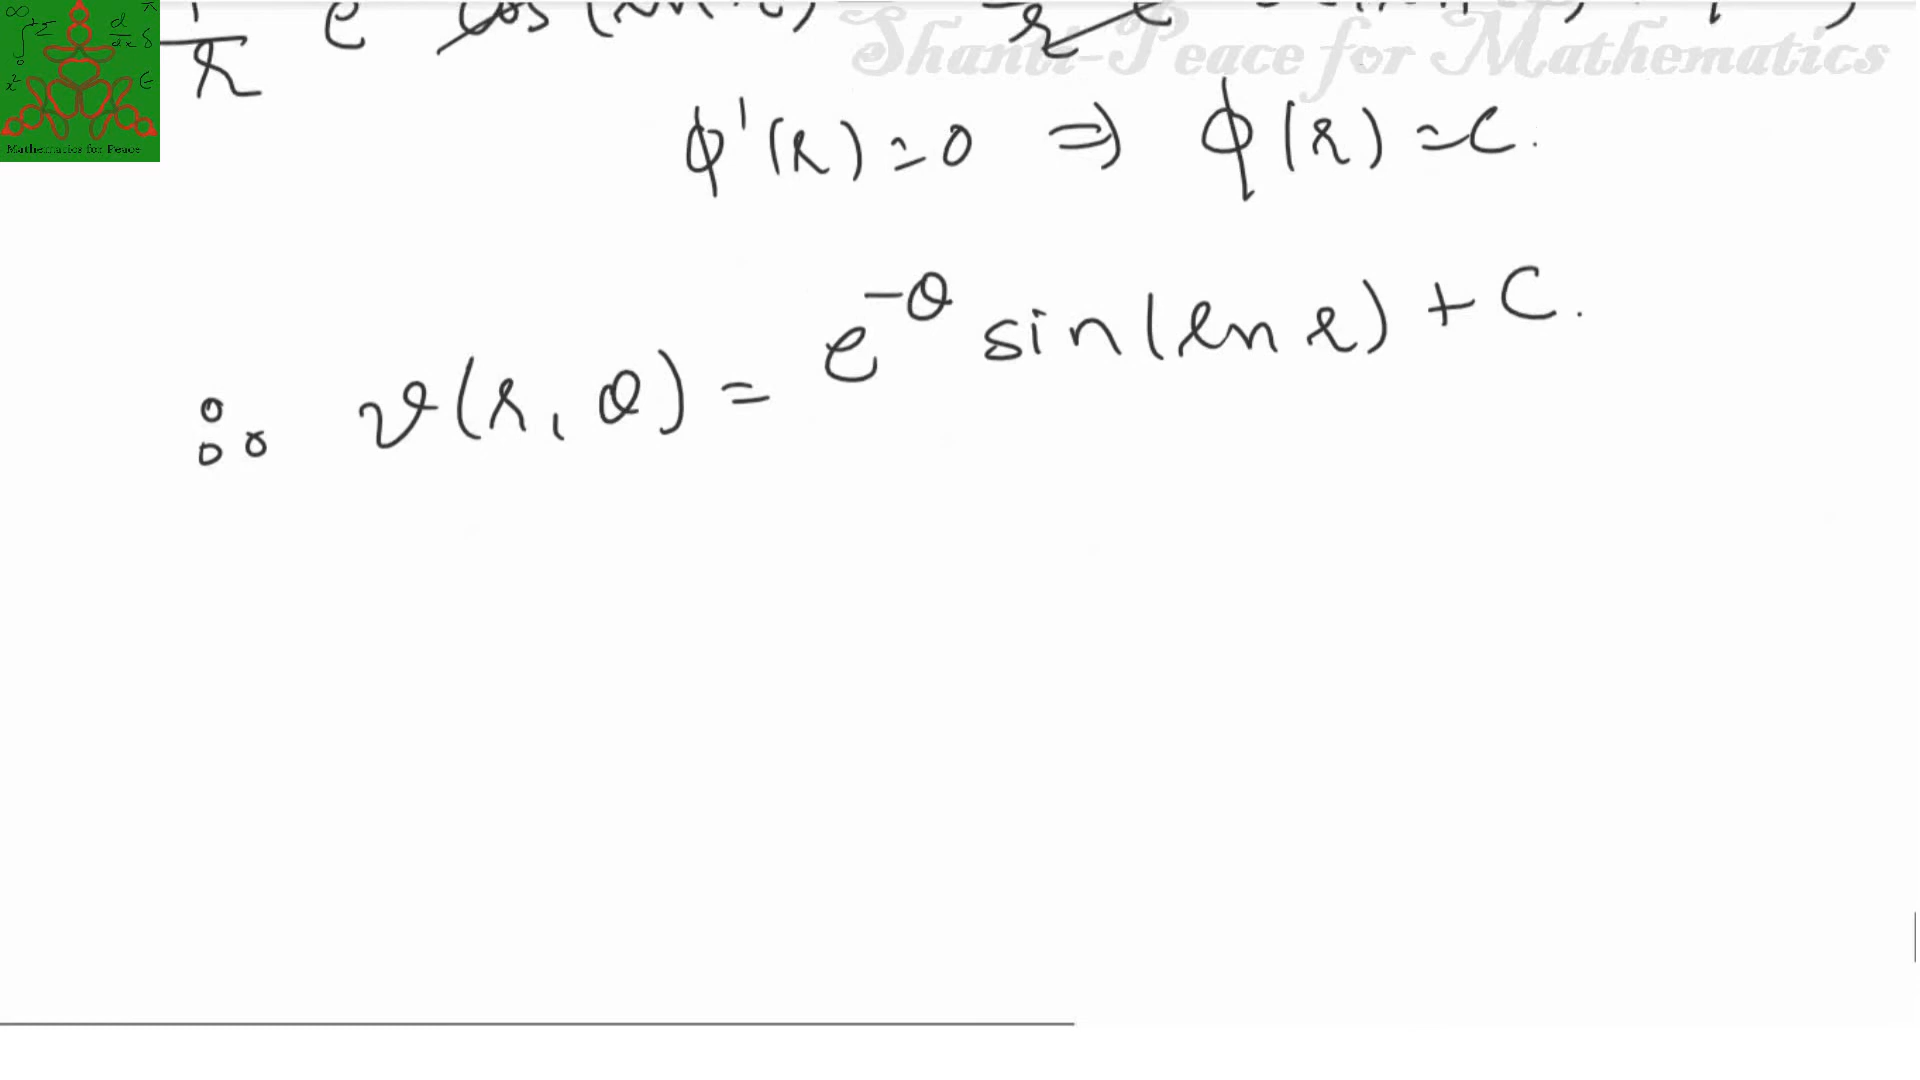 Shanti-Peace for Mathematics
Mathematics for Peace
ϕ'(r) = 0 ⇒ ϕ(r) = c.
∴ v(r, θ) = e^{-θ} sin(ln r) + C.